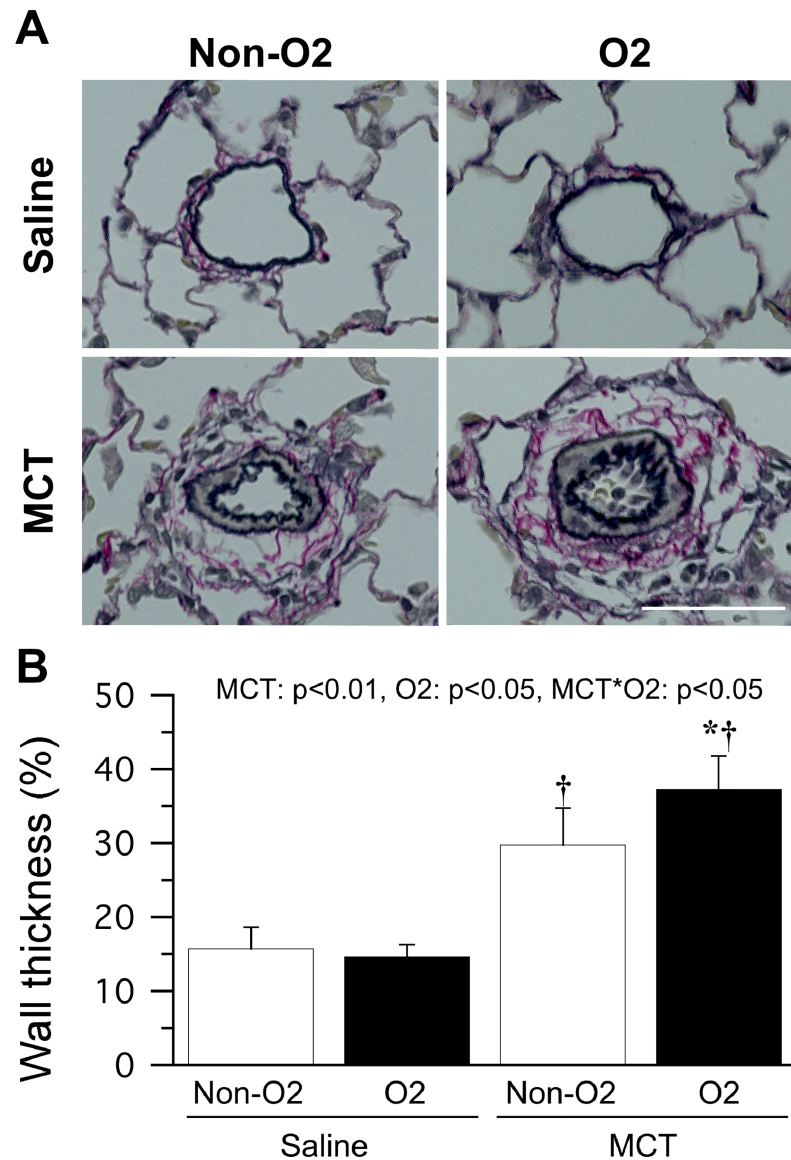 A
Non-O2 O2
Saline
MCT
B
MCT: p<0.01, O2: p<0.05, MCT*O2: p<0.05
Wall thickness (%)
50
40
30
20
10
0
†
*†
Non-O2 O2 Non-O2 O2
Saline MCT